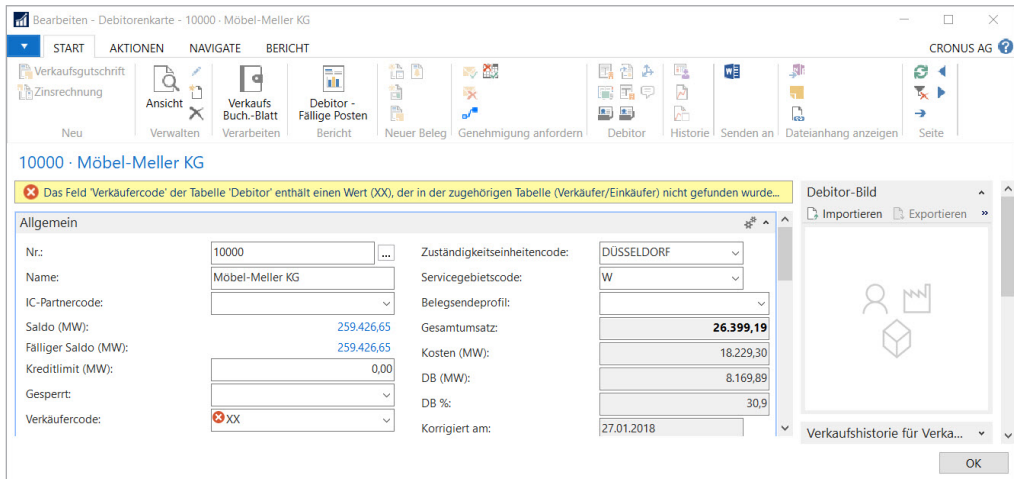 Bearbeiten - Debitorenkarte - 10000 · Möbel-Meller KG
START AKTIONEN NAVIGATE BERICHT CRONUS AG
Verkaufsgutschrift
Zinsrechnung
Ansicht
Verkaufs
Buch.-Blatt
Debitor -
Fällige Posten
Neu Verwalten Verarbeiten Bericht Neuer Beleg Genehmigung anfordern Debitor Historie Senden an Dateianhang anzeigen Seite
10000 · Möbel-Meller KG
Das Feld 'Verkäufercode' der Tabelle 'Debitor' enthält einen Wert (XX), der in der zugehörigen Tabelle (Verkäufer/Einkäufer) nicht gefunden wurde...
Allgemein
Nr.: 10000 ...
Name: Möbel-Meller KG
IC-Partnercode:
Saldo (MW): 259.426,65
Fälliger Saldo (MW): 259.426,65
Kreditlimit (MW): 0,00
Gesperrt:
Verkäufercode: XX
Zuständigkeitseinheitencode: DÜSSELDORF
Servicegebietscode: W
Belegsendeprofil:
Gesamtumsatz: 26.399,19
Kosten (MW): 18.229,30
DB (MW): 8.169,89
DB %: 30,9
Korrigiert am: 27.01.2018
Debitor-Bild
Importieren Exportieren »
Verkaufshistorie für Verka...
OK